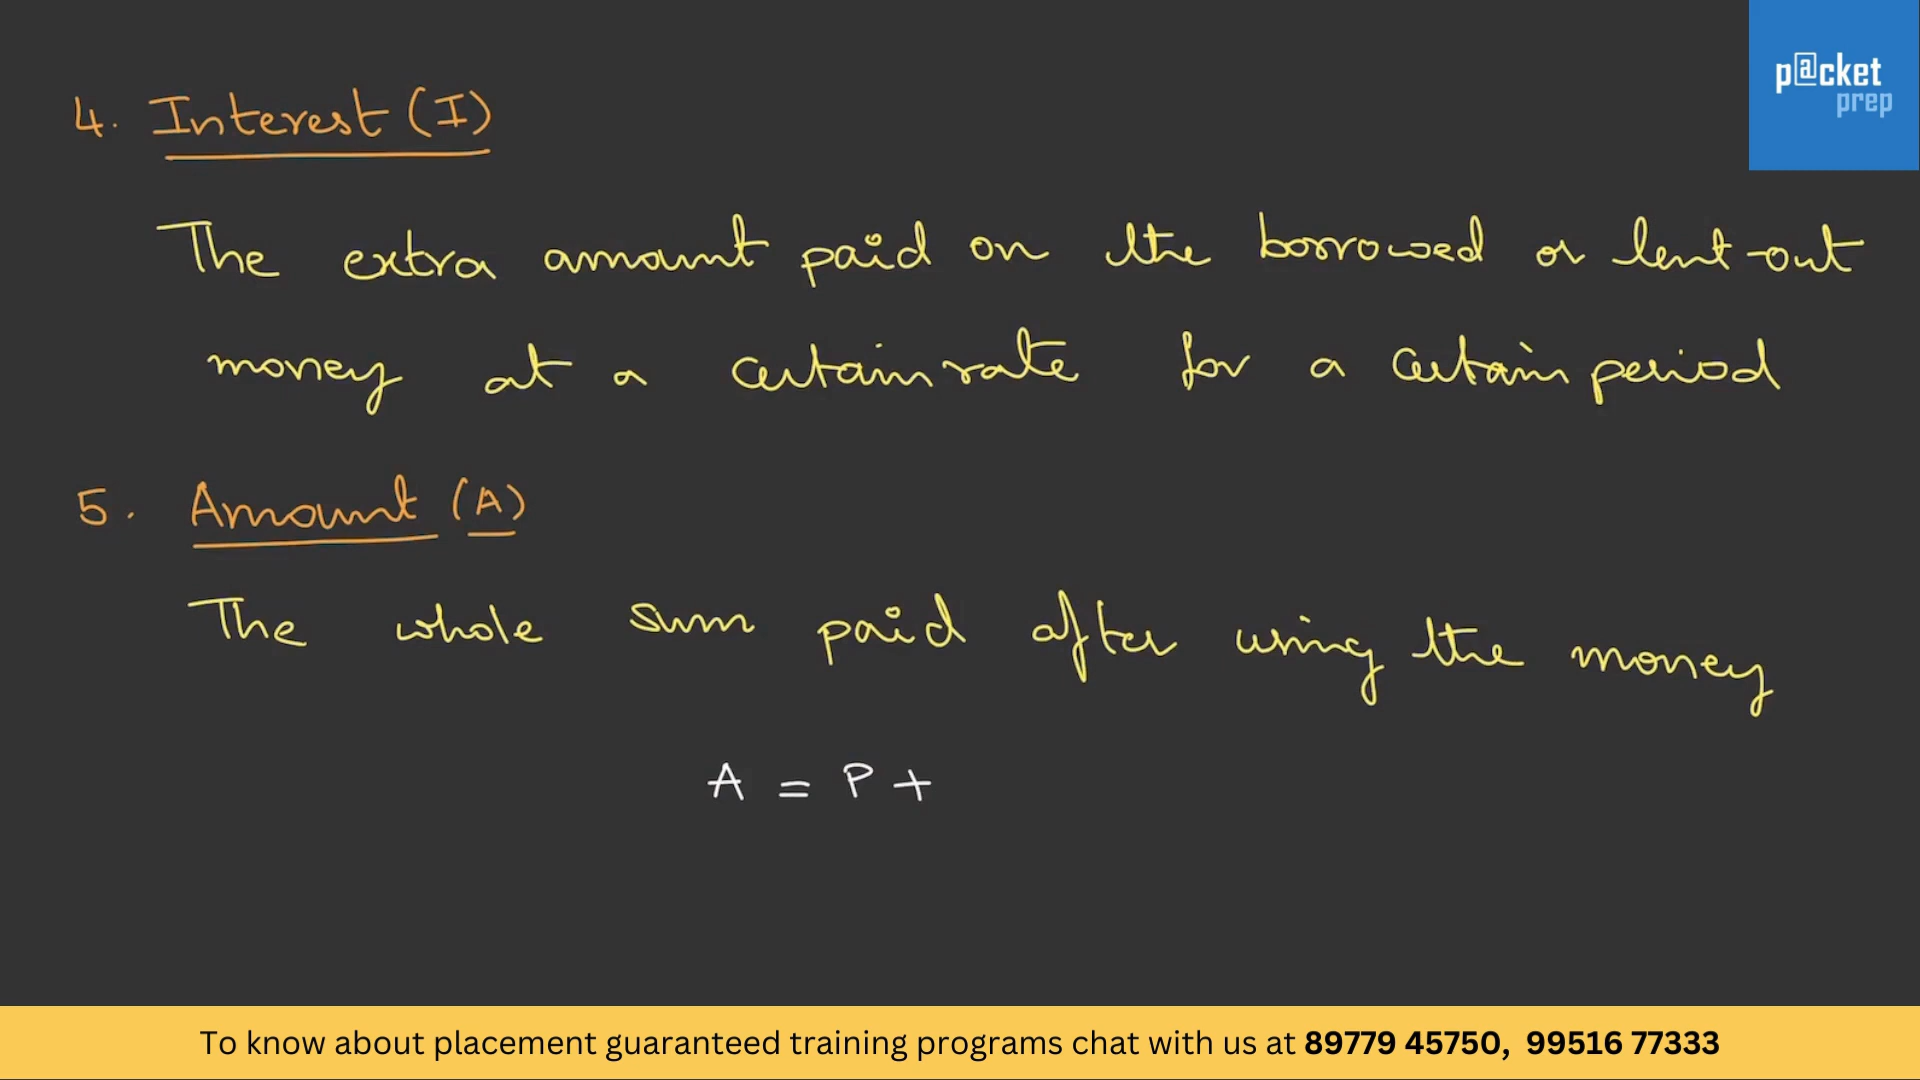 p@cket
prep
4. Interest (I)
The extra amount paid on the borrowed or lent-out
money at a certain rate for a certain period
5. Amount (A)
The whole sum paid after using the money
A = P +
To know about placement guaranteed training programs chat with us at 89779 45750, 99516 77333